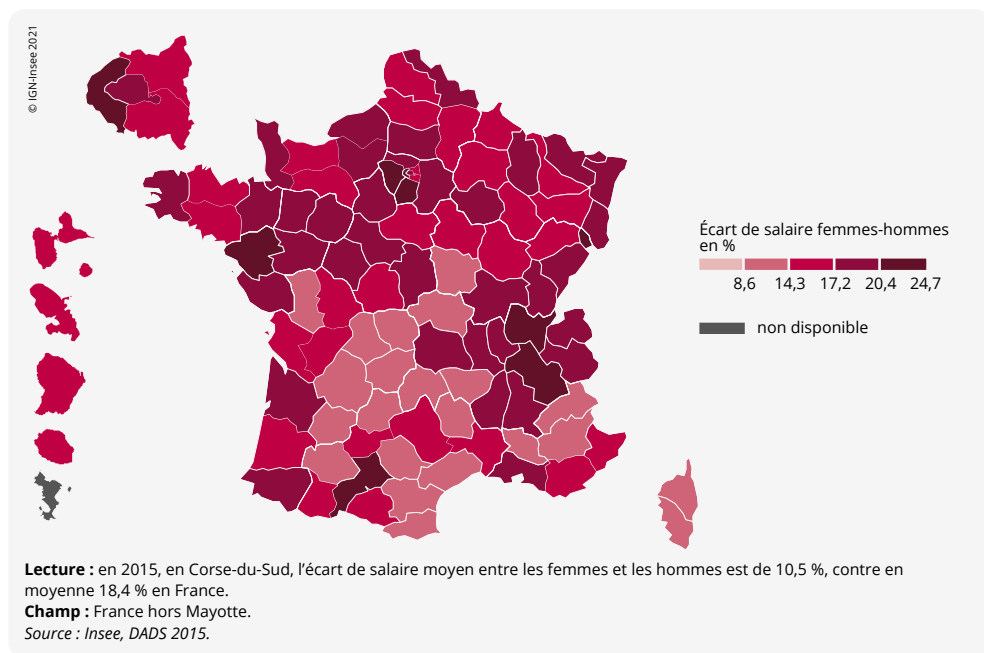 © IGN-Insee 2021
Écart de salaire femmes-hommes
en %
8,6 14,3 17,2 20,4 24,7
non disponible
Lecture : en 2015, en Corse-du-Sud, l’écart de salaire moyen entre les femmes et les hommes est de 10,5 %, contre en
moyenne 18,4 % en France.
Champ : France hors Mayotte.
Source : Insee, DADS 2015.